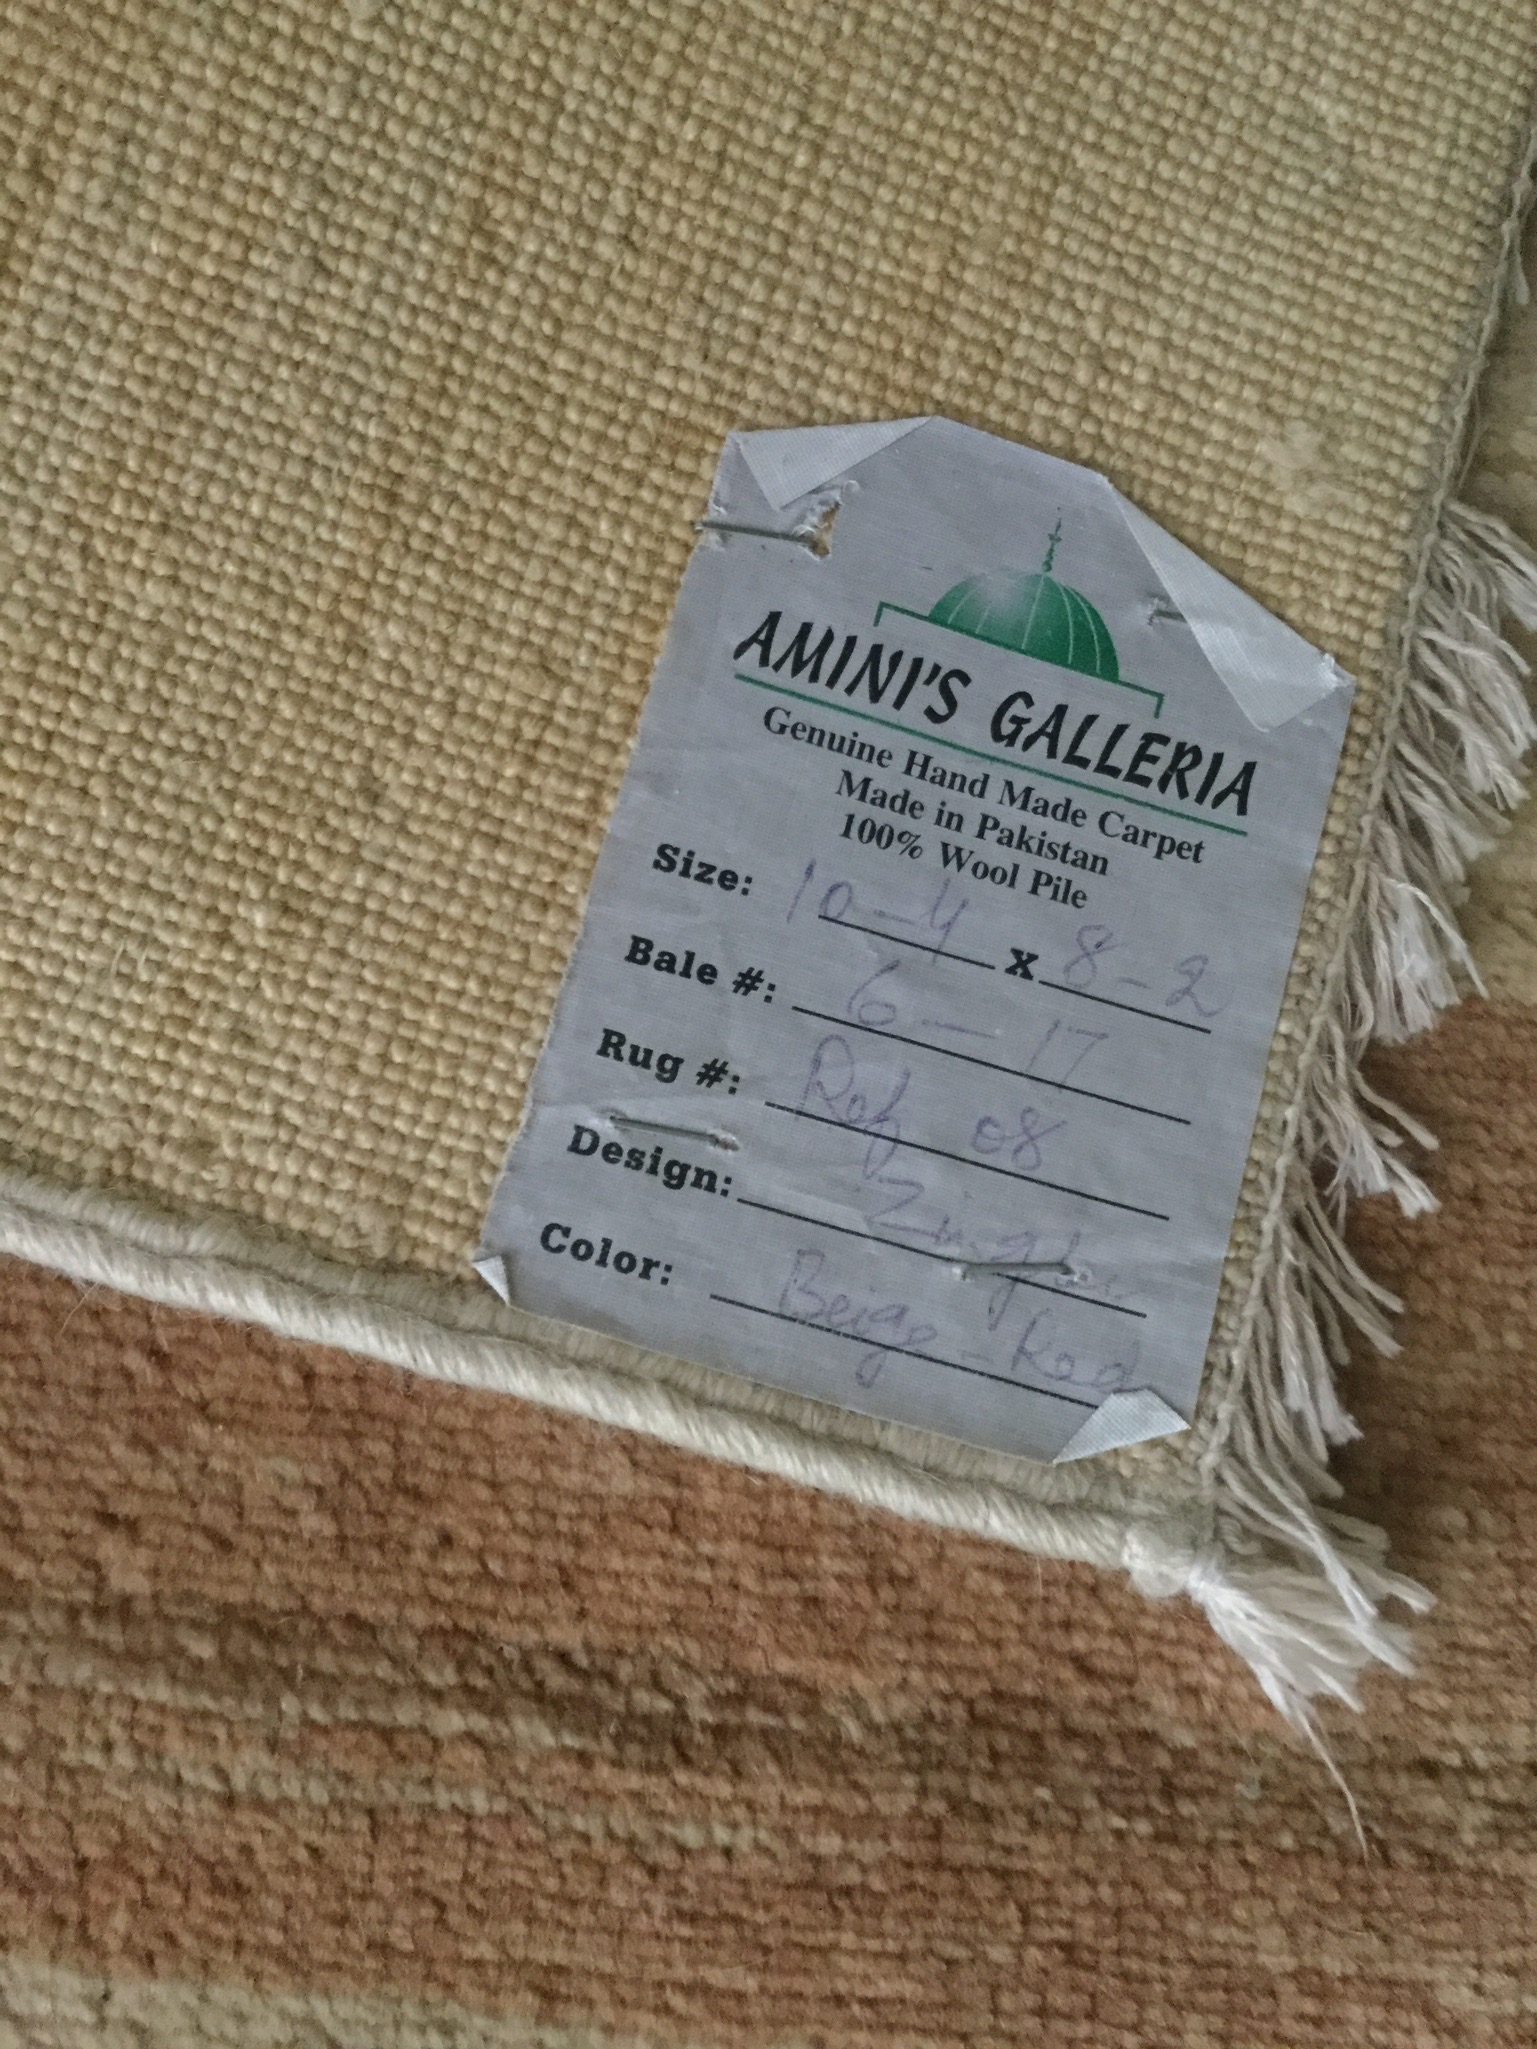 AMINI'S GALLERIA
Genuine Hand Made Carpet
Made in Pakistan
100% Wool Pile
Size: 10-4 x 8-2
Bale #: 6 - 17
Rug #: Ref 08
Design:
Color: Beige - Red